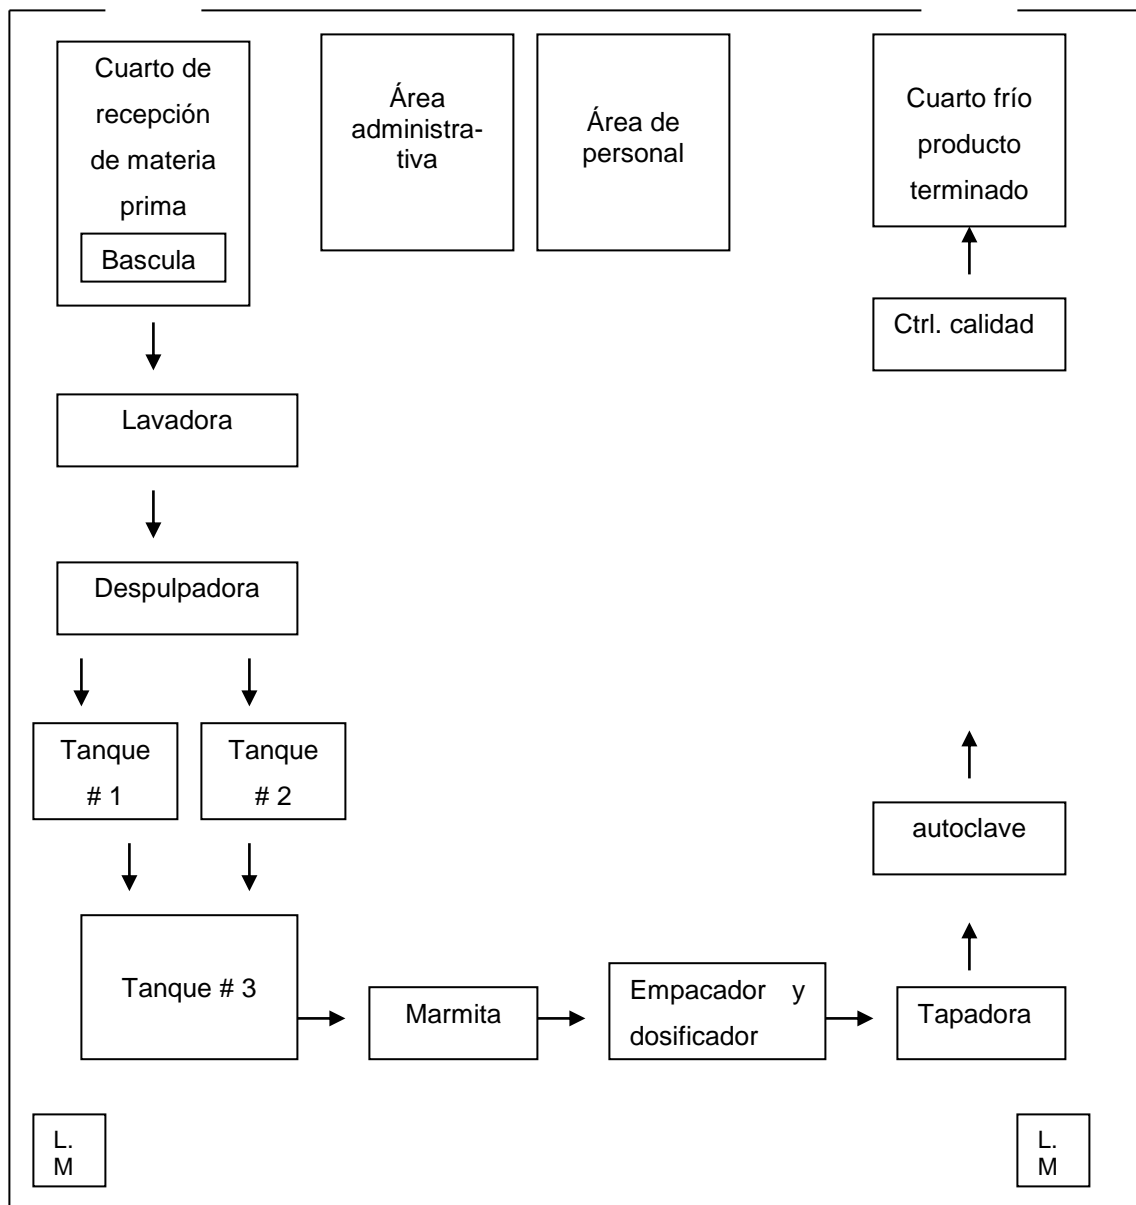 Cuarto de
recepción
de materia
prima
Bascula
Área
administra-
tiva
Área de
personal
Cuarto frío
producto
terminado
Ctrl. calidad
Lavadora
Despulpadora
Tanque
# 1
Tanque
# 2
autoclave
Tanque # 3
Marmita
Empacador y
dosificador
Tapadora
L.
M
L.
M